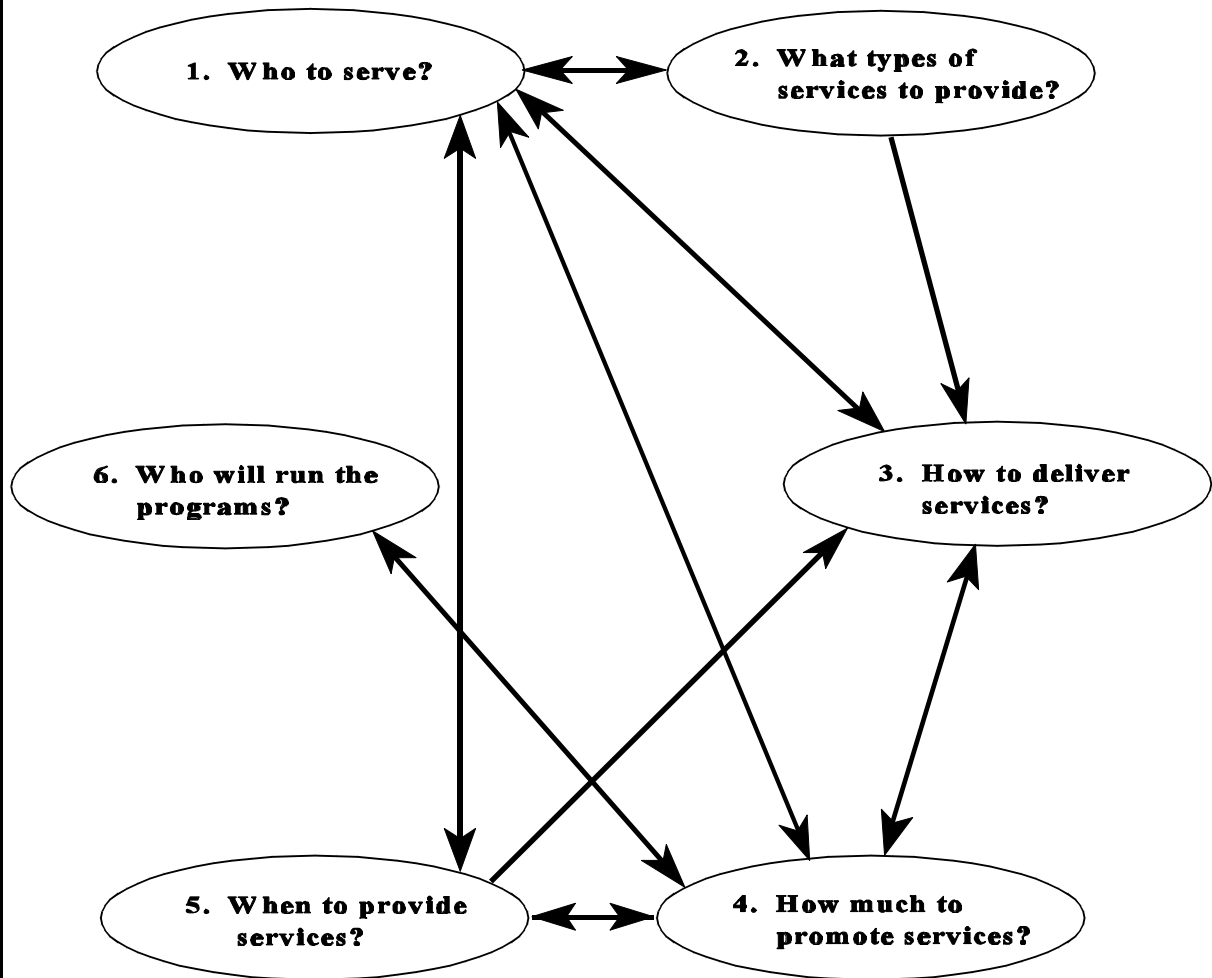 1. Who to serve?
2. What types of
services to provide?
6. Who will run the
programs?
3. How to deliver
services?
5. When to provide
services?
4. How much to
promote services?